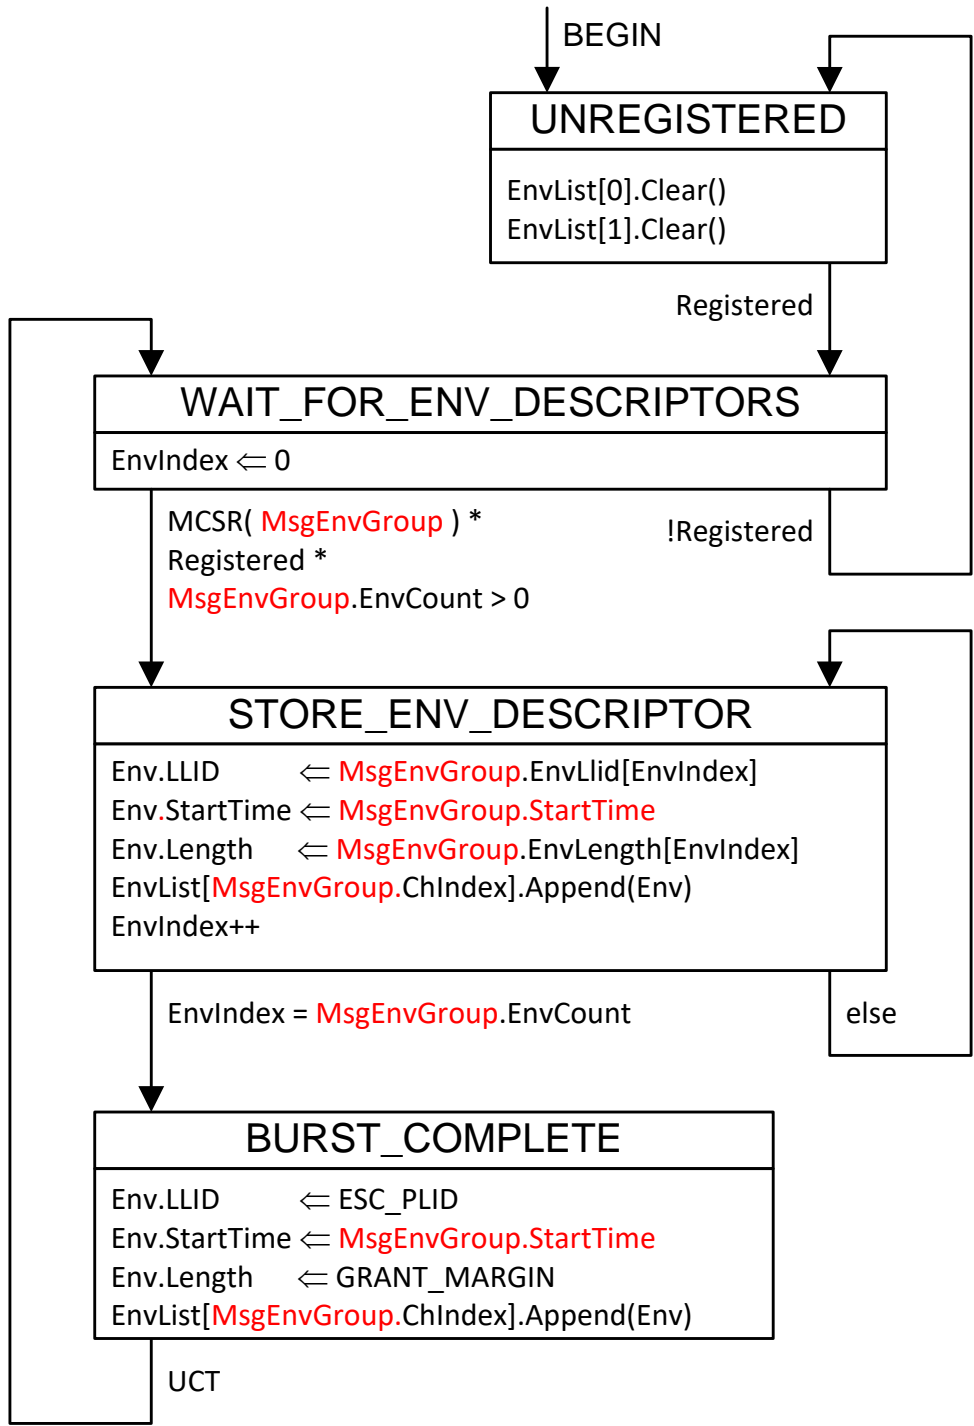 BEGIN
UNREGISTERED
EnvList[0].Clear()
EnvList[1].Clear()
Registered
WAIT_FOR_ENV_DESCRIPTORS
EnvIndex ⇐ 0
MCSR( MsgEnvGroup ) *
Registered *
MsgEnvGroup.EnvCount > 0
!Registered
STORE_ENV_DESCRIPTOR
Env.LLID ⇐ MsgEnvGroup.EnvLlid[EnvIndex]
Env.StartTime ⇐ MsgEnvGroup.StartTime
Env.Length ⇐ MsgEnvGroup.EnvLength[EnvIndex]
EnvList[MsgEnvGroup.ChIndex].Append(Env)
EnvIndex++
EnvIndex = MsgEnvGroup.EnvCount
else
BURST_COMPLETE
Env.LLID ⇐ ESC_PLID
Env.StartTime ⇐ MsgEnvGroup.StartTime
Env.Length ⇐ GRANT_MARGIN
EnvList[MsgEnvGroup.ChIndex].Append(Env)
UCT